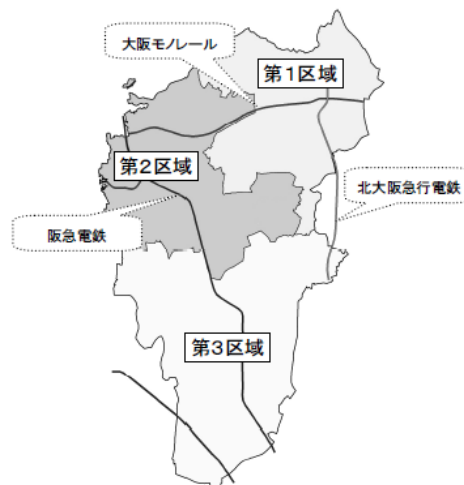 大阪モノレール
第1区域
第2区域
北大阪急行電鉄
阪急電鉄
第3区域